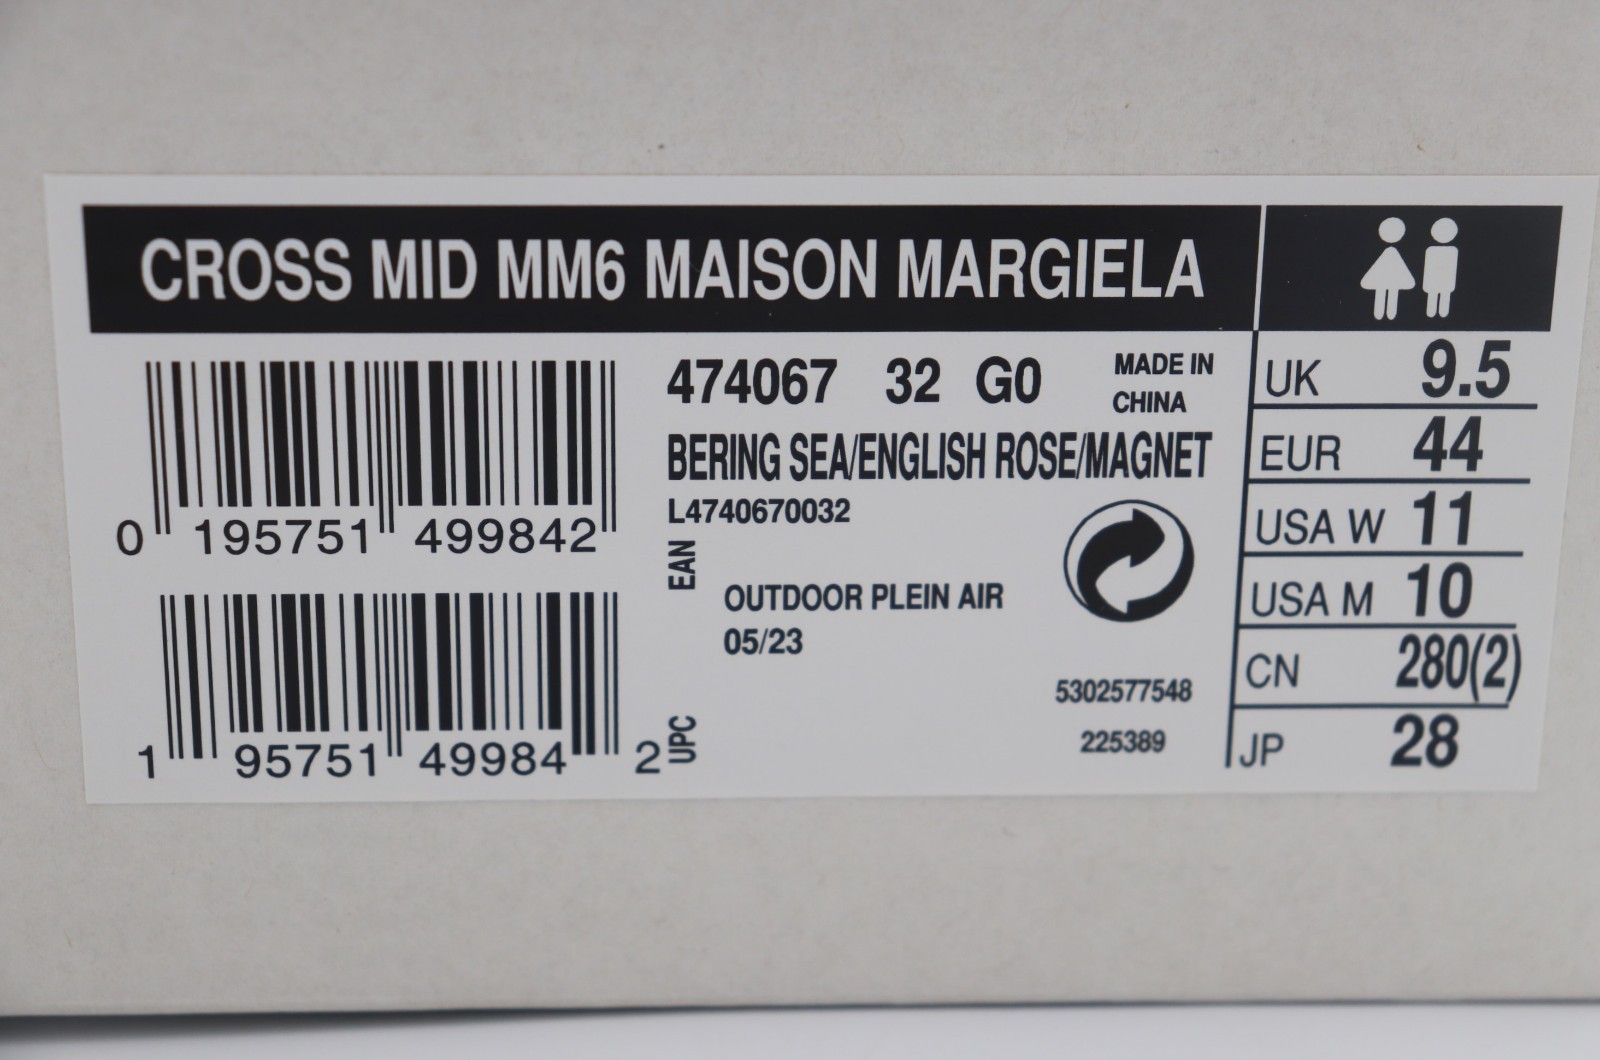 CROSS MID MM6 MAISON MARGIELA
0 195751 499842
EAN
1 95751 49984 2
UPC
474067 32 G0
MADE IN
CHINA
BERING SEA/ENGLISH ROSE/MAGNET
L4740670032
OUTDOOR PLEIN AIR
05/23
5302577548
225389
UK 9.5
EUR 44
USA W 11
USA M 10
CN 280(2)
JP 28